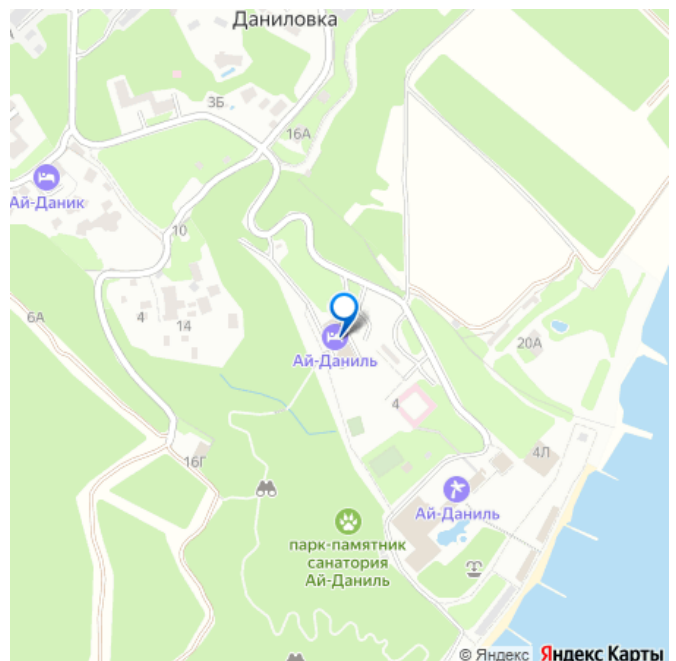 Даниловка
3Б
16А
Ай-Даник
10
6А
4
14
Ай-Даниль
20А
4
16Г
4Л
Ай-Даниль
парк-памятник
санатория
Ай-Даниль
© Яндекс Яндекс Карты